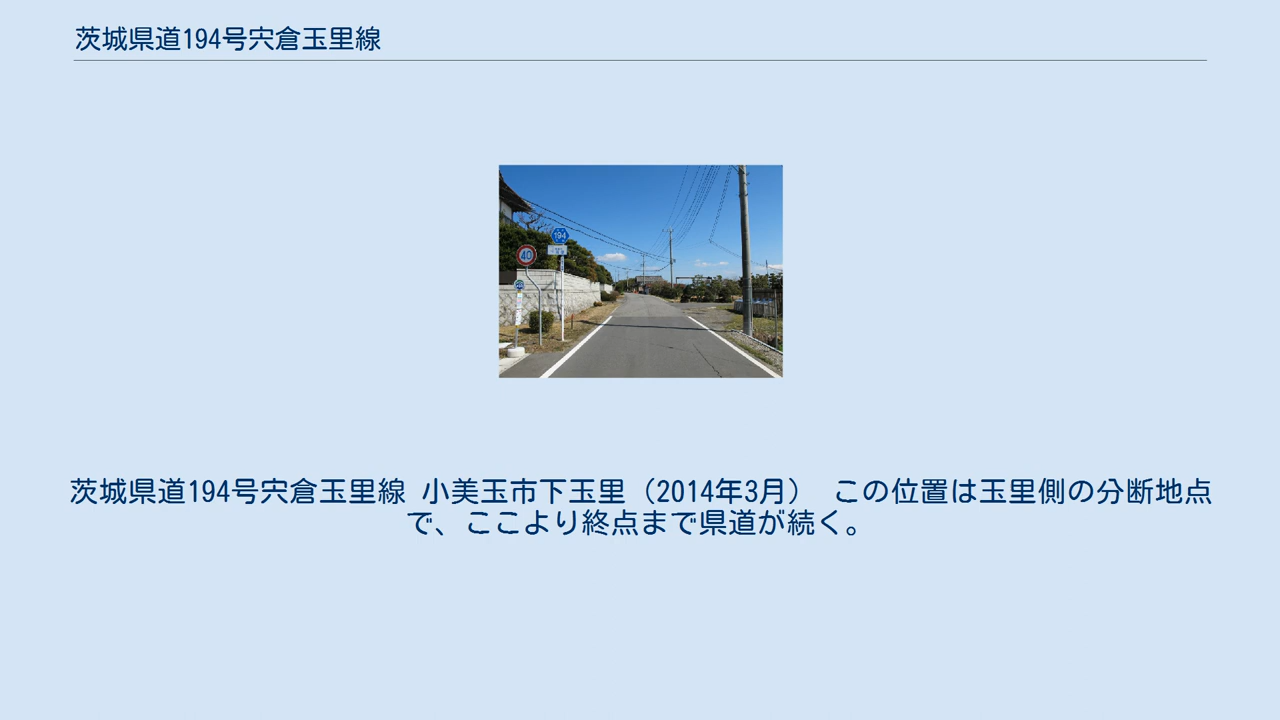 茨城県道194号宍倉玉里線
194
40
茨城県道194号宍倉玉里線 小美玉市下玉里（2014年3月） この位置は玉里側の分断地点
で、ここより終点まで県道が続く。